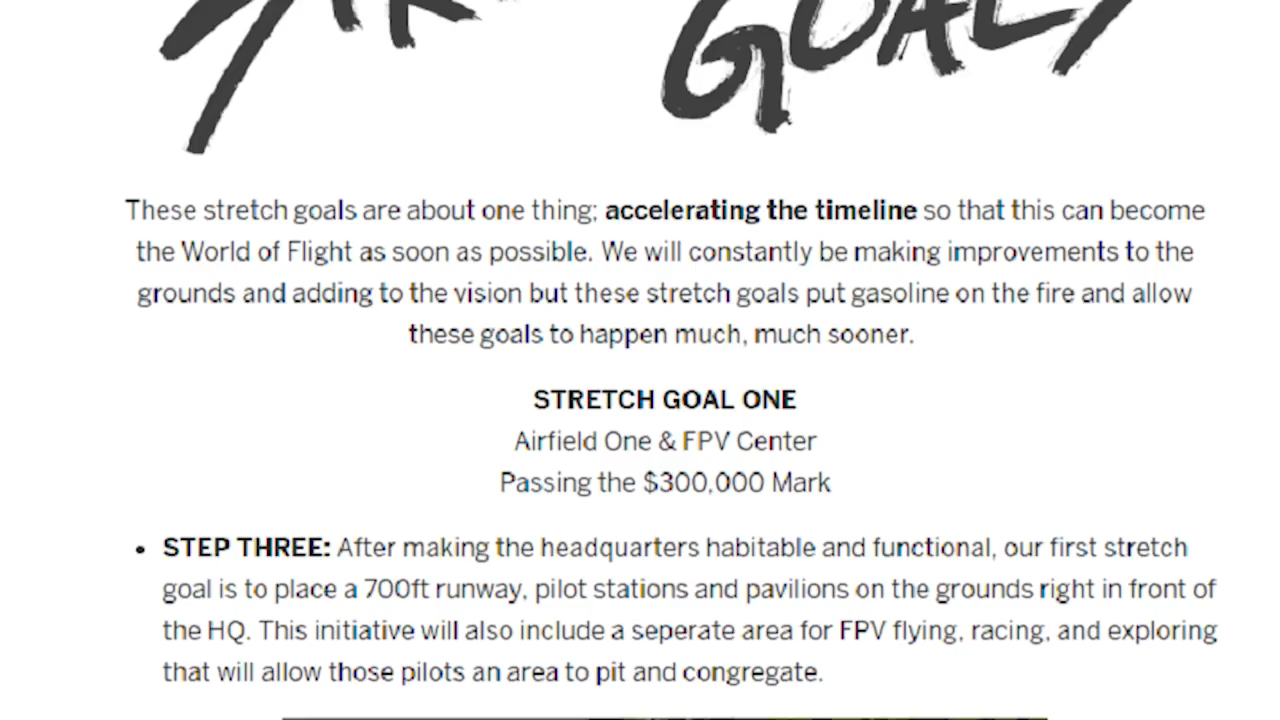 GOALS
These stretch goals are about one thing; accelerating the timeline so that this can become
the World of Flight as soon as possible. We will constantly be making improvements to the
grounds and adding to the vision but these stretch goals put gasoline on the fire and allow
these goals to happen much, much sooner.
STRETCH GOAL ONE
Airfield One & FPV Center
Passing the $300,000 Mark
• STEP THREE: After making the headquarters habitable and functional, our first stretch
goal is to place a 700ft runway, pilot stations and pavilions on the grounds right in front of
the HQ. This initiative will also include a seperate area for FPV flying, racing, and exploring
that will allow those pilots an area to pit and congregate.